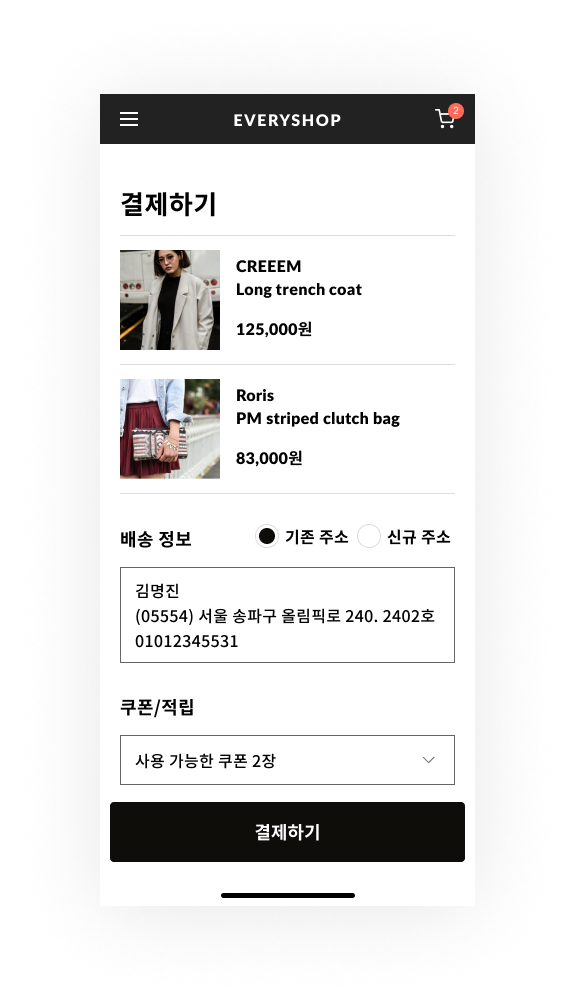 EVERYSHOP
2
결제하기
CREEEM
Long trench coat
125,000원
Roris
PM striped clutch bag
83,000원
배송 정보
기존 주소
신규 주소
김명진
(05554) 서울 송파구 올림픽로 240. 2402호
01012345531
쿠폰/적립
사용 가능한 쿠폰 2장
결제하기